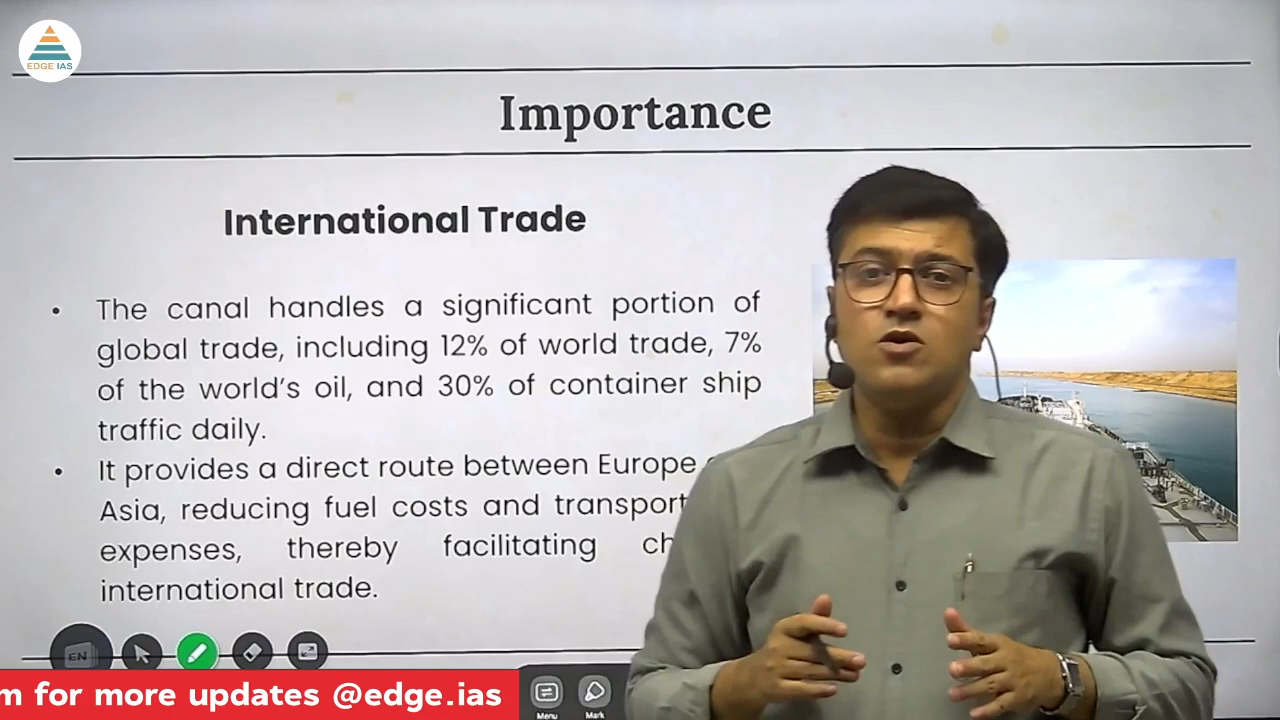 EDGE IAS
Importance
International Trade
• The canal handles a significant portion of
global trade, including 12% of world trade, 7%
of the world's oil, and 30% of container ship
traffic daily.
• It provides a direct route between Europe
Asia, reducing fuel costs and
expenses, thereby facilitating
international trade.
EN
for more updates @edge.ias
Menu
Mark